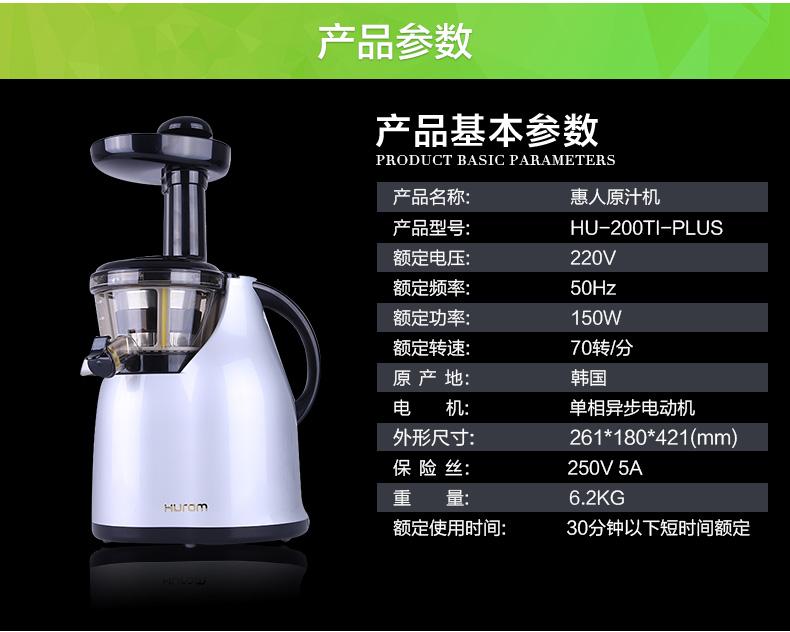 产品参数
产品基本参数
PRODUCT BASIC PARAMETERS
产品名称: 惠人原汁机
产品型号: HU-200TI-PLUS
额定电压: 220V
额定频率: 50Hz
额定功率: 150W
额定转速: 70转/分
原 产 地: 韩国
电 机: 单相异步电动机
外形尺寸: 261*180*421(mm)
保 险 丝: 250V 5A
重 量: 6.2KG
额定使用时间: 30分钟以下短时间额定
Hurom